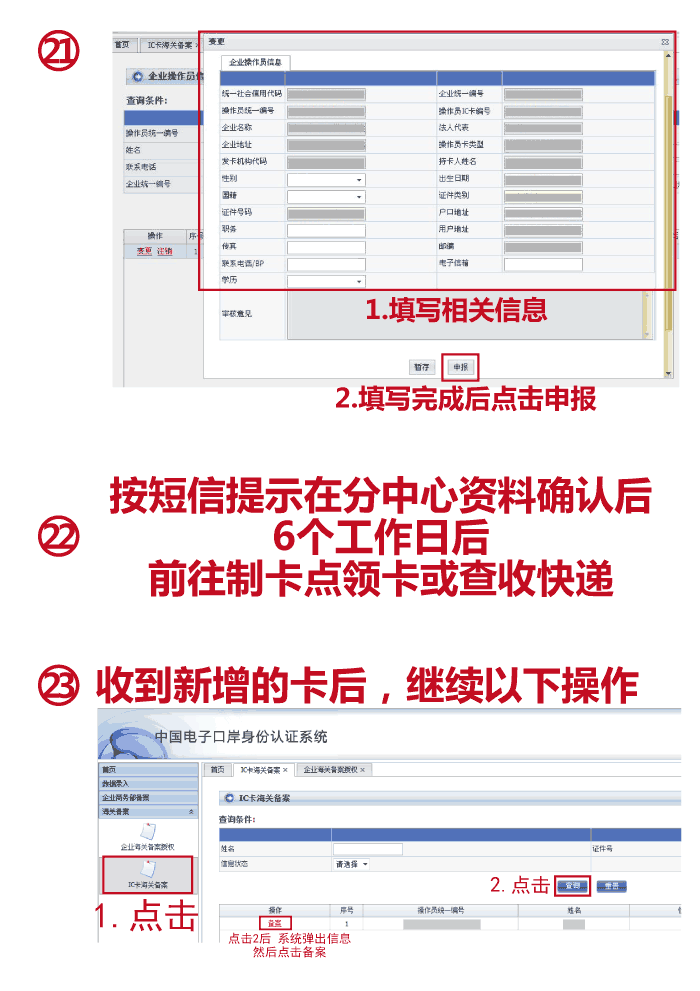 ㉑
首页 IC卡海关备案 ×
变更
企业操作员信
企业操作员信息
查询条件:
操作员统一编号
姓名
联系电话
企业统一编号
操作 序号
变更 注销 1
统一社会信用代码 企业统一编号
操作员统一编号 操作员IC卡编号
企业名称 法人代表
企业地址 操作员卡类型
发卡机构代码 持卡人姓名
性别 出生日期
国籍 证件类别
证件号码 户口地址
职务 用户地址
传真 邮编
联系电话/BP 电子信箱
学历
审核意见
1.填写相关信息
暂存 申报
2.填写完成后点击申报
㉒
按短信提示在分中心资料确认后
6个工作日后
前往制卡点领卡或查收快递
㉓ 收到新增的卡后，继续以下操作
中国电子口岸身份认证系统
首页
数据录入
企业商务部备案
海关备案
企业海关备案授权
IC卡海关备案
首页 IC卡海关备案 × 企业海关备案授权 ×
IC卡海关备案
查询条件:
姓名 证件号
信息状态 请选择
2. 点击 查询 重置
1. 点击
操作 序号 操作员统一编号 姓名
备案 1
点击2后 系统弹出信息
然后点击备案